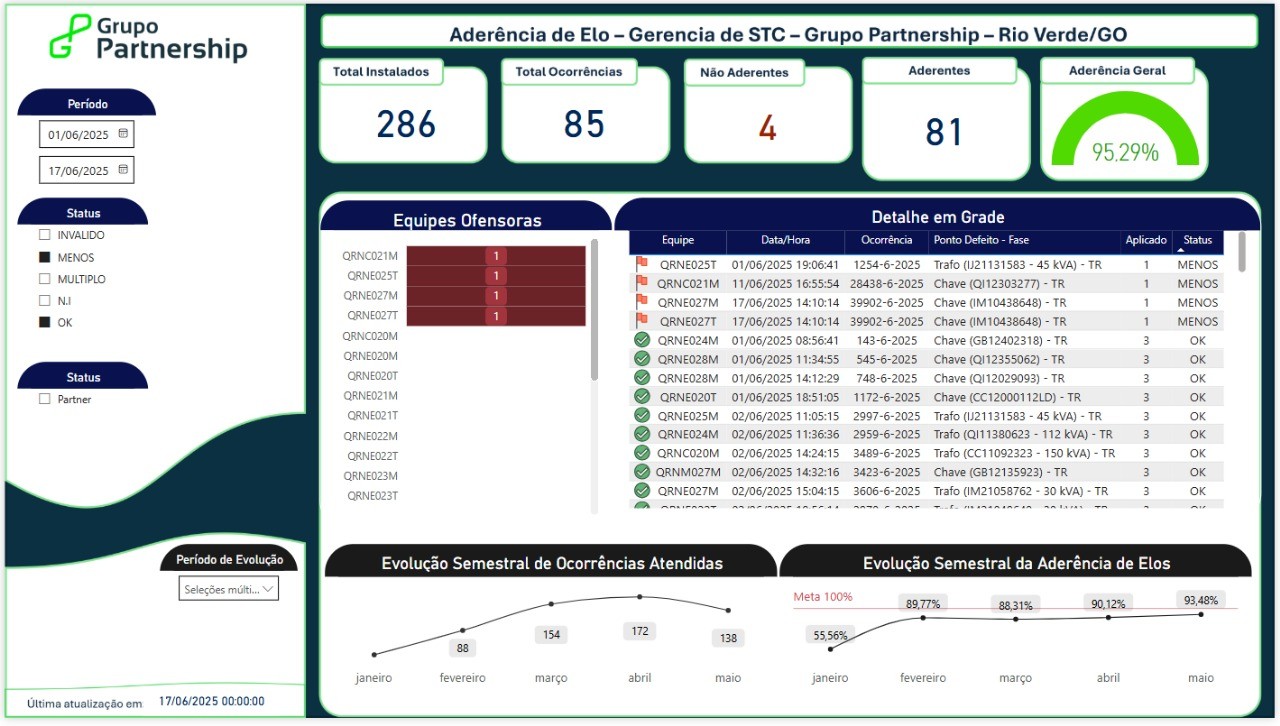 Grupo
Partnership
Aderência de Elo – Gerencia de STC – Grupo Partnership – Rio Verde/GO
Total Instalados
286
Total Ocorrências
85
Não Aderentes
4
Aderentes
81
Aderência Geral
95.29%
Período
01/06/2025
17/06/2025
Status
INVALIDO
MENOS
MULTIPLO
N.I
OK
Status
Partner
Equipes Ofensoras
QRNC021M 1
QRNE025T 1
QRNE027M 1
QRNE027T 1
QRNC020M
QRNE020M
QRNE020T
QRNE021M
QRNE021T
QRNE022M
QRNE022T
QRNE023M
QRNE023T
Detalhe em Grade
Equipe Data/Hora Ocorrência Ponto Defeito - Fase Aplicado Status
QRNE025T 01/06/2025 19:06:41 1254-6-2025 Trafo (IJ21131583 - 45 kVA) - TR 1 MENOS
QRNC021M 11/06/2025 16:55:54 28438-6-2025 Chave (QI12303277) - TR 1 MENOS
QRNE027M 17/06/2025 14:10:14 39902-6-2025 Chave (IM10438648) - TR 1 MENOS
QRNE027T 17/06/2025 14:10:14 39902-6-2025 Chave (IM10438648) - TR 1 MENOS
QRNE024M 01/06/2025 08:56:41 143-6-2025 Chave (GB12402318) - TR 3 OK
QRNE028M 01/06/2025 11:34:55 545-6-2025 Chave (QI12355062) - TR 3 OK
QRNE028M 01/06/2025 14:12:29 748-6-2025 Chave (QI12029093) - TR 3 OK
QRNE020T 01/06/2025 18:51:05 1172-6-2025 Chave (CC12000112LD) - TR 3 OK
QRNE025M 02/06/2025 11:05:15 2997-6-2025 Trafo (IJ21131583 - 45 kVA) - TR 3 OK
QRNE024M 02/06/2025 11:36:36 2959-6-2025 Trafo (QI11380623 - 112 kVA) - TR 3 OK
QRNC020M 02/06/2025 14:24:15 3489-6-2025 Trafo (CC11092323 - 150 kVA) - TR 3 OK
QRNM027M 02/06/2025 14:32:16 3423-6-2025 Chave (GB12135923) - TR 3 OK
QRNE027M 02/06/2025 15:04:15 3606-6-2025 Trafo (IM21058762 - 30 kVA) - TR 3 OK
Período de Evolução
Seleções múlti...
Última atualização em 17/06/2025 00:00:00
Evolução Semestral de Ocorrências Atendidas
88
154
172
138
janeiro fevereiro março abril maio
Evolução Semestral da Aderência de Elos
Meta 100%
55,56%
89,77%
88,31%
90,12%
93,48%
janeiro fevereiro março abril maio